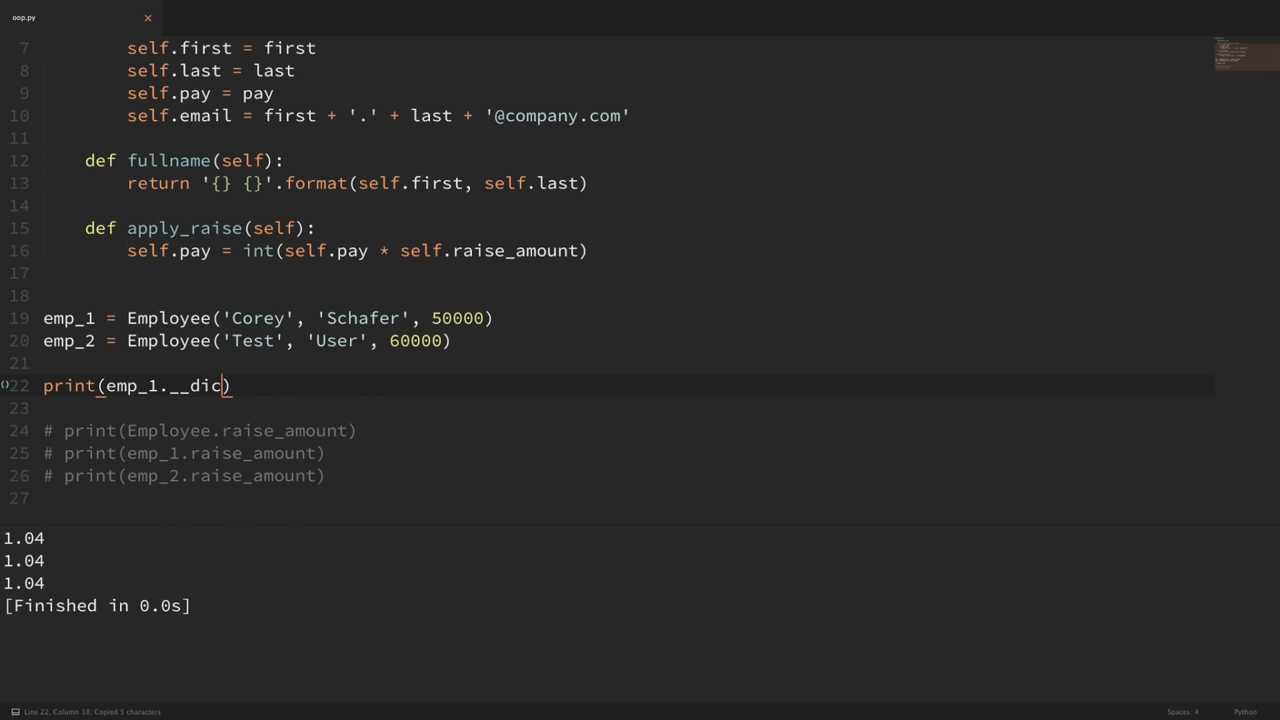 oop.py
7 self.first = first
8 self.last = last
9 self.pay = pay
10 self.email = first + '.' + last + '@company.com'
11
12 def fullname(self):
13 return '{} {}'.format(self.first, self.last)
14
15 def apply_raise(self):
16 self.pay = int(self.pay * self.raise_amount)
17
18
19 emp_1 = Employee('Corey', 'Schafer', 50000)
20 emp_2 = Employee('Test', 'User', 60000)
21
22 print(emp_1.__dic)
23
24 # print(Employee.raise_amount)
25 # print(emp_1.raise_amount)
26 # print(emp_2.raise_amount)
27
1.04
1.04
1.04
[Finished in 0.0s]
Line 22, Column 18; Copied 5 characters Spaces: 4 Python